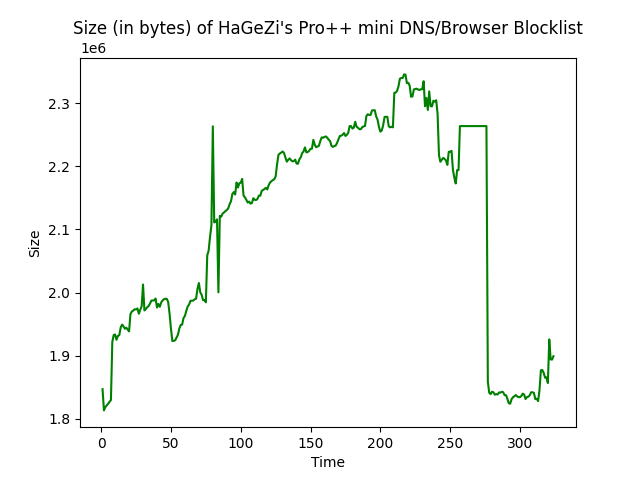 Size (in bytes) of HaGeZi's Pro++ mini DNS/Browser Blocklist
1e6
2.3
2.2
2.1
2.0
1.9
1.8
Size
0 50 100 150 200 250 300
Time